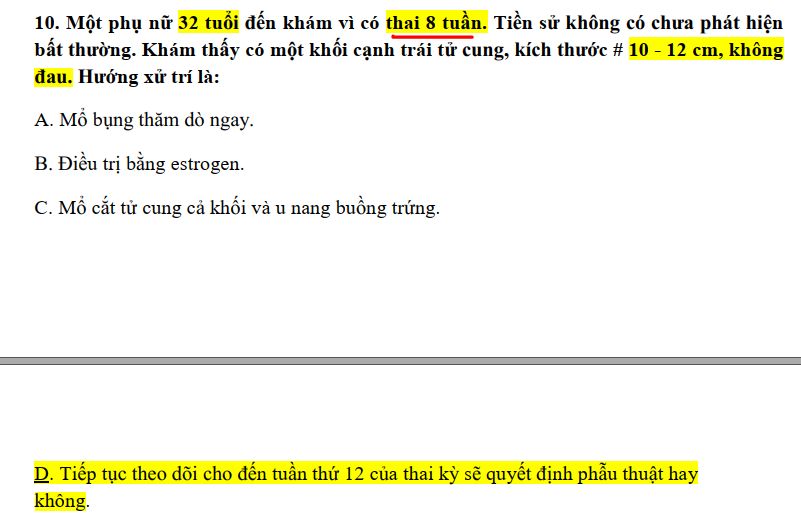 10. Một phụ nữ 32 tuổi đến khám vì có thai 8 tuần. Tiền sử không có chưa phát hiện
bất thường. Khám thấy có một khối cạnh trái tử cung, kích thước # 10 - 12 cm, không
đau. Hướng xử trí là:
A. Mổ bụng thăm dò ngay.
B. Điều trị bằng estrogen.
C. Mổ cắt tử cung cả khối và u nang buồng trứng.
D. Tiếp tục theo dõi cho đến tuần thứ 12 của thai kỳ sẽ quyết định phẫu thuật hay
không.